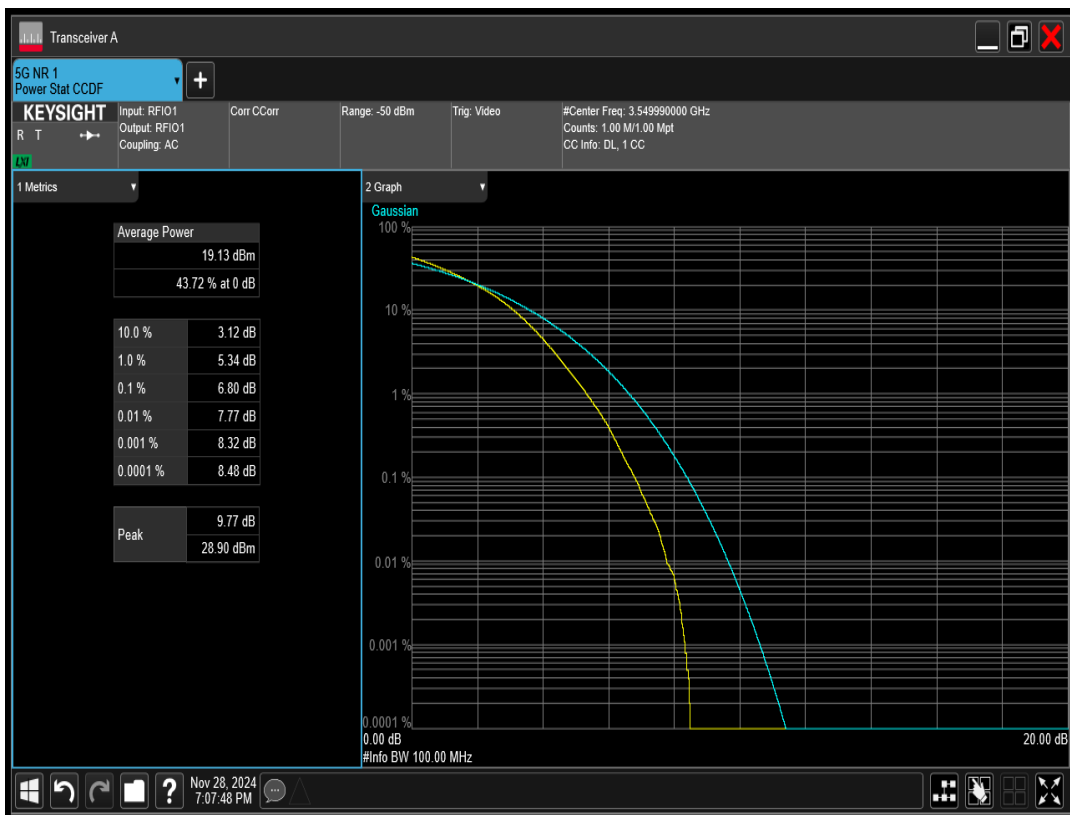 Transceiver A
5G NR 1
Power Stat CCDF
KEYSIGHT
R T
LXI
Input: RFIO1
Output: RFIO1
Coupling: AC
Corr CCorr
Range: -50 dBm
Trig: Video
#Center Freq: 3.549990000 GHz
Counts: 1.00 M/1.00 Mpt
CC Info: DL, 1 CC
1 Metrics
Average Power
19.13 dBm
43.72 % at 0 dB
10.0 % 3.12 dB
1.0 % 5.34 dB
0.1 % 6.80 dB
0.01 % 7.77 dB
0.001 % 8.32 dB
0.0001 % 8.48 dB
Peak
9.77 dB
28.90 dBm
2 Graph
Gaussian
100 %
10 %
1 %
0.1 %
0.01 %
0.001 %
0.0001 %
0.00 dB
20.00 dB
#Info BW 100.00 MHz
?
Nov 28, 2024
7:07:48 PM